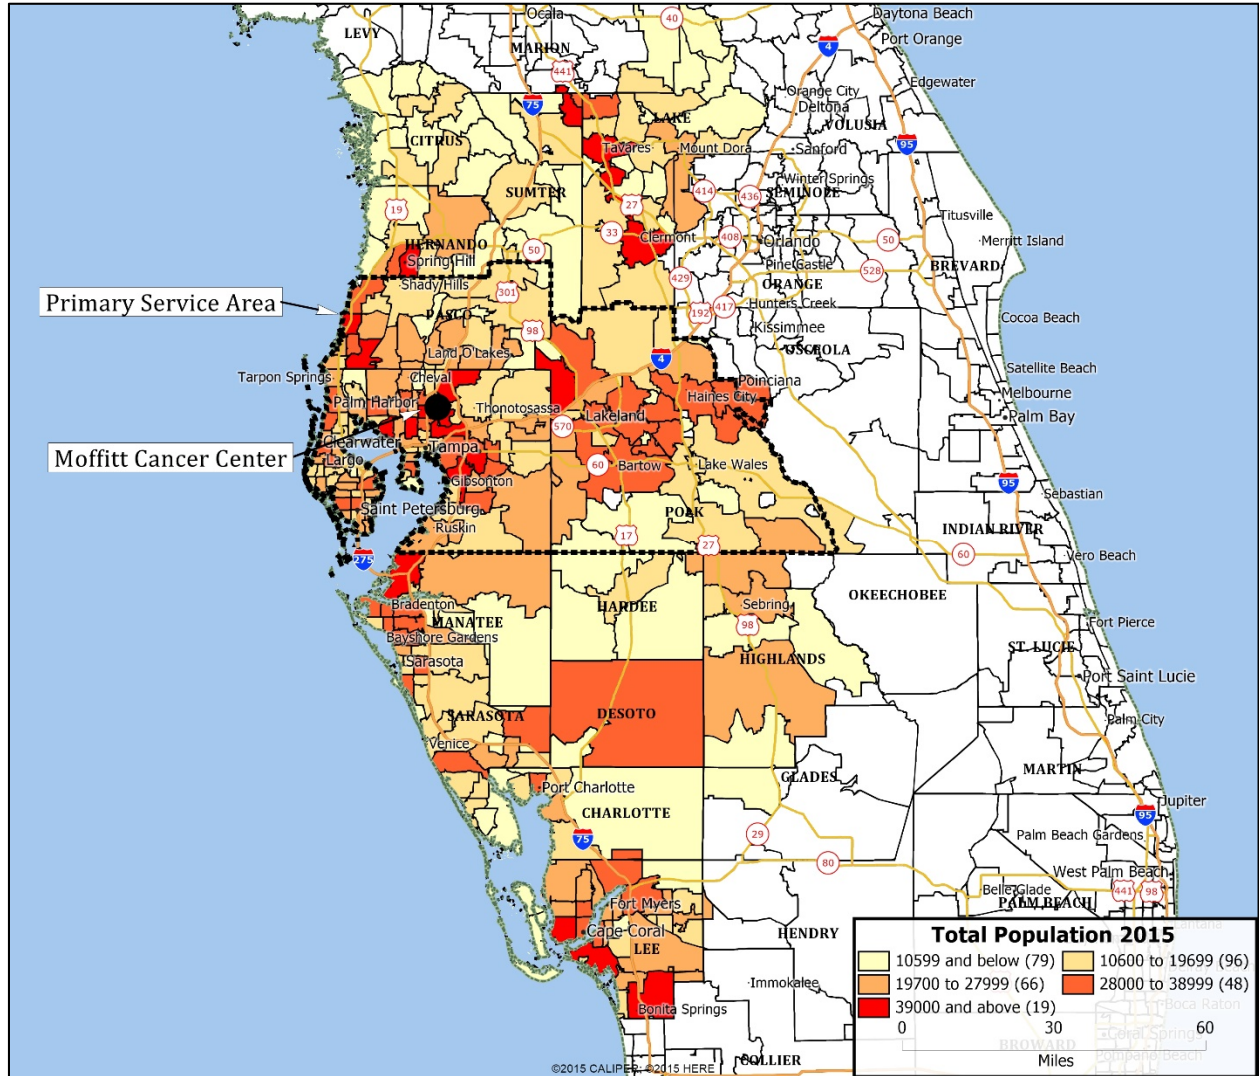 Ocala
40
Daytona Beach
LEVY
MARION
4
Port Orange
441
75
Edgewater
Orange City
Deltona
LAKE
VOLUSIA
CITRUS
Tavares
Mount Dora
Sanford
95
Winter Springs
SUMTER
414
436
SEMINOLE
19
27
Titusville
33
Clermont
408
Orlando
50
Merritt Island
HERNANDO
50
Spring Hill
Pine Castle
BREVARD
528
429
ORANGE
Shady Hills
301
Primary Service Area
192
417
Hunters Creek
PASCO
98
Kissimmee
Cocoa Beach
OSCEOLA
Land O'Lakes
4
Satellite Beach
Tarpon Springs
Cheval
Poinciana
Melbourne
Palm Harbor
Thonotosassa
Lakeland
Haines City
Palm Bay
570
Clearwater
Tampa
Moffitt Cancer Center
Largo
60
Bartow
Lake Wales
Gibsonton
95
Sebastian
Saint Petersburg
POLK
Ruskin
INDIAN RIVER
17
27
275
60
Vero Beach
Bradenton
HARDEE
Sebring
OKEECHOBEE
MANATEE
98
Fort Pierce
Bayshore Gardens
ST. LUCIE
Sarasota
HIGHLANDS
Port Saint Lucie
SARASOTA
DESOTO
Palm City
Venice
MARTIN
GLADES
Port Charlotte
Jupiter
CHARLOTTE
95
75
29
Palm Beach Gardens
80
West Palm Beach
Belle Glade
441
98
Fort Myers
PALM BEACH
Cape Coral
HENDRY
LEE
Immokalee
Bonita Springs
COLLIER
Total Population 2015
10599 and below (79)
10600 to 19699 (96)
19700 to 27999 (66)
28000 to 38999 (48)
39000 and above (19)
Boca Raton
0
30
60
Coral Springs
Miles
BROWARD
Pompano Beach
©2015 CALIPER; ©2015 HERE